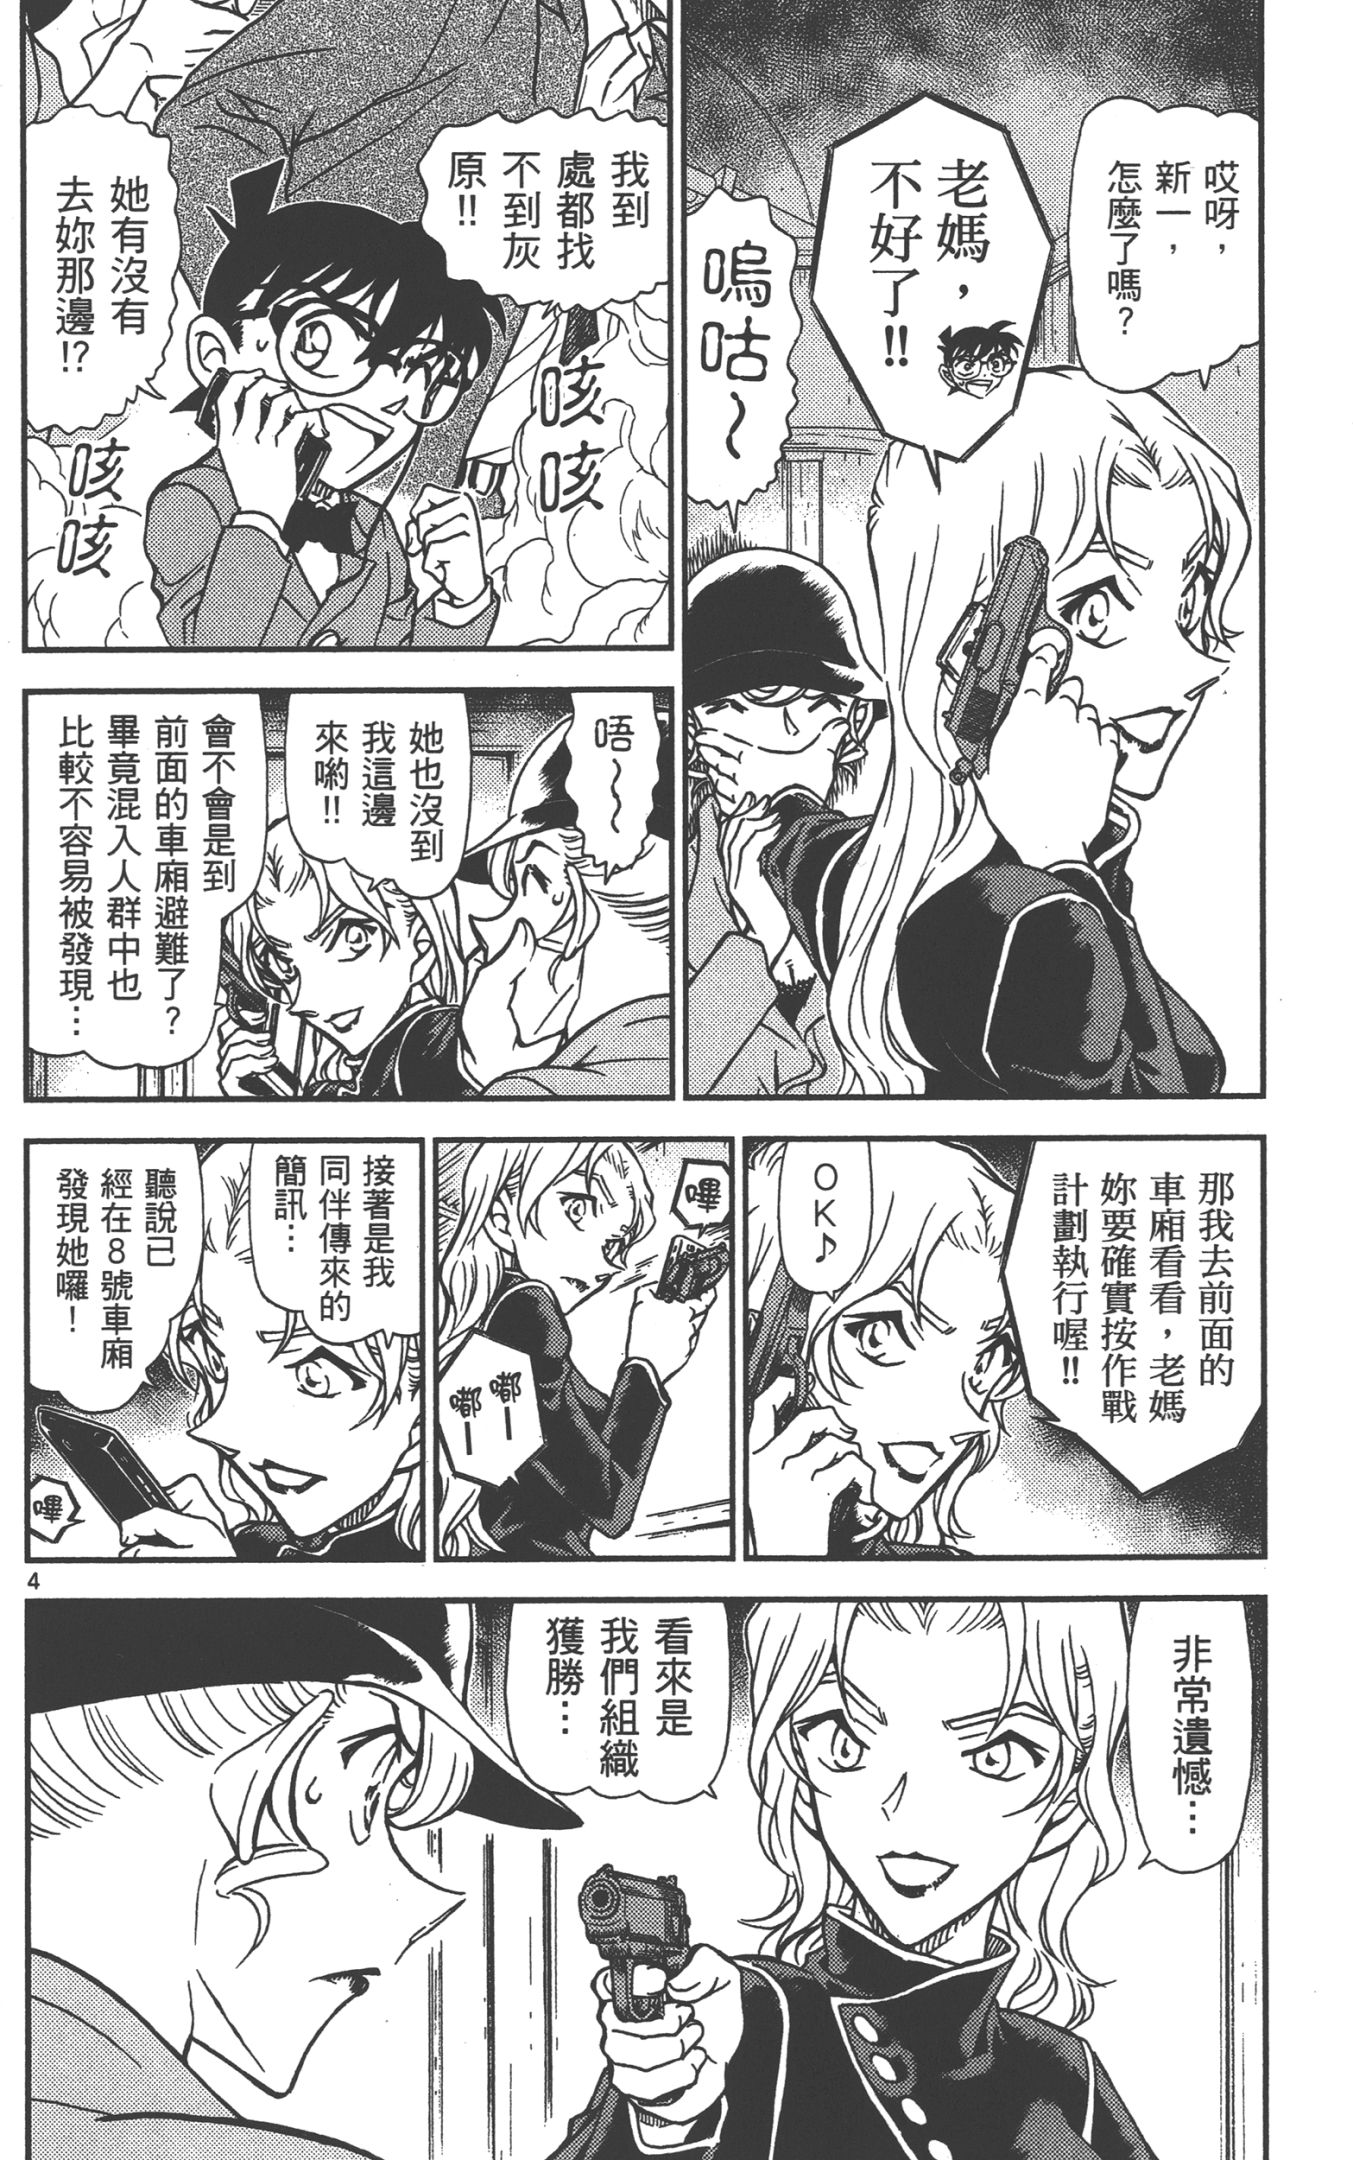 哎呀，
新一，
怎麼了嗎？
老媽，
不好了!!
嗚咕～
我到
處都找
不到灰
原!!
她有沒有
去妳那邊!?
咳咳
咳咳
唔～
她也沒到
我這邊
來喲!!
會不會是到
前面的車廂避難了？
畢竟混入人群中也
比較不容易被發現…
那我去前面的
車廂看看，老媽
妳要確實按作戰
計劃執行喔!!
OK♪
嗶
嘟—
嘟—
接著是我
同伴傳來的
簡訊…
聽說已
經在8號車廂
發現她囉！
嗶
4
非常遺憾…
看來是
我們組織
獲勝…